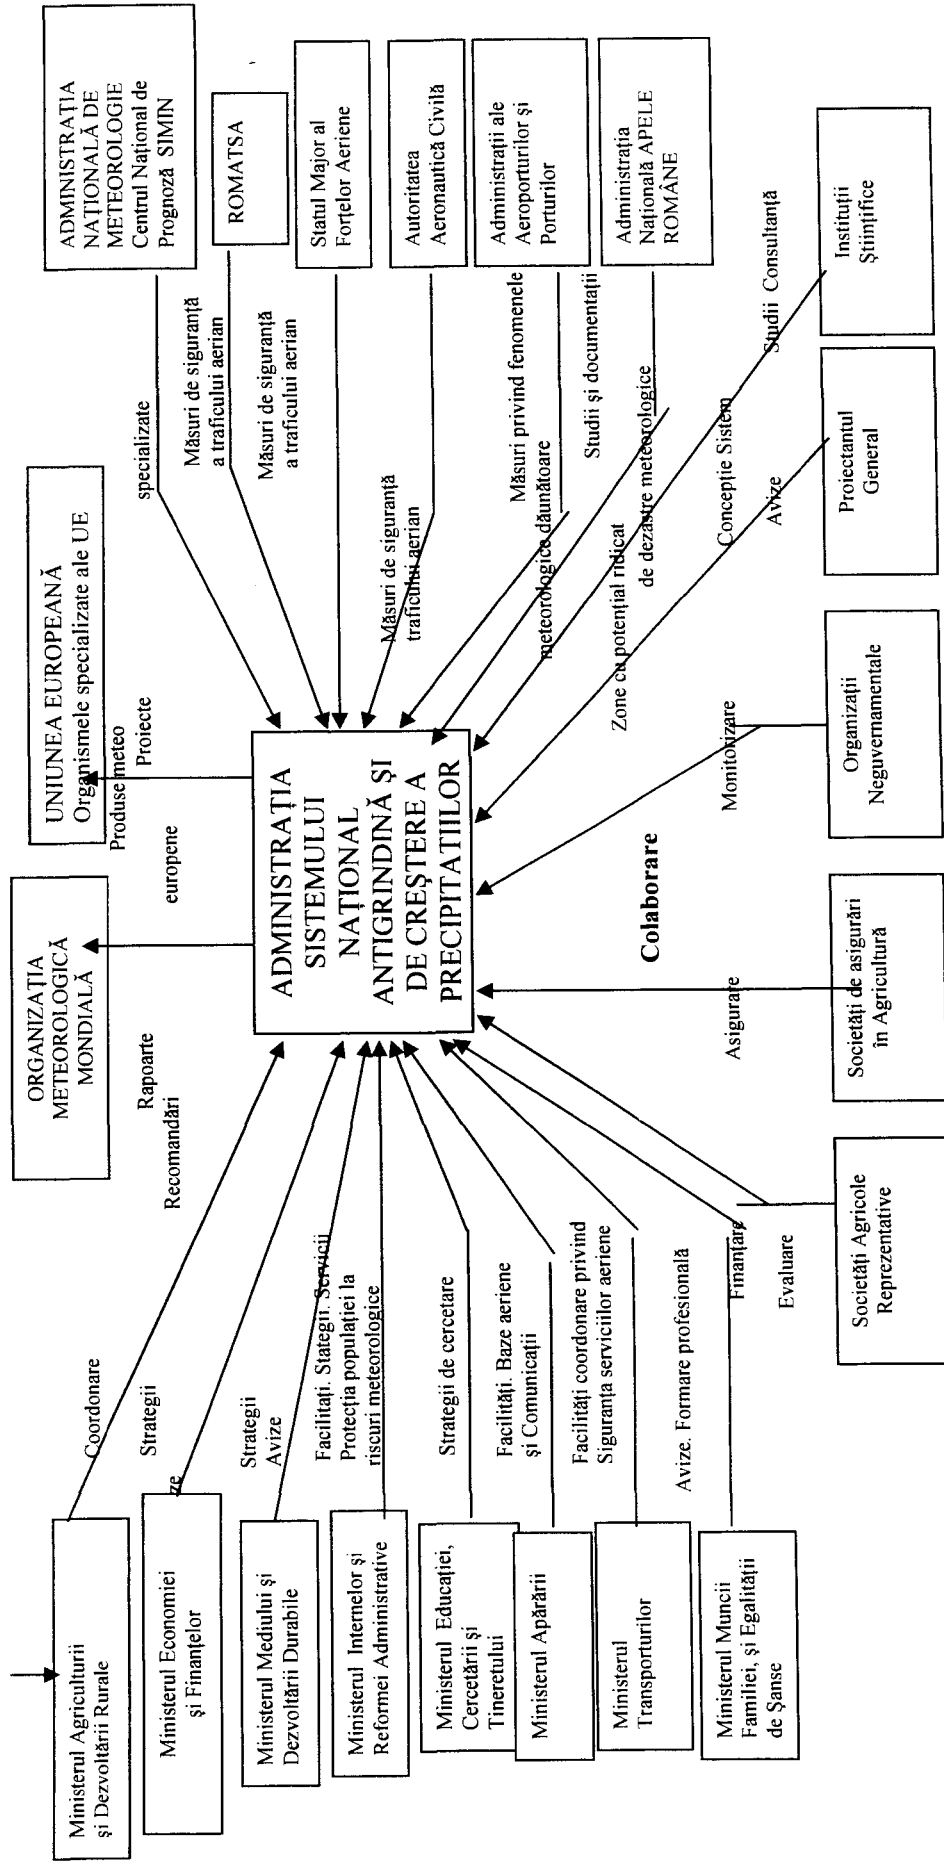 ORGANIZAȚIA
METEOROLOGICĂ
MONDIALĂ
UNIUNEA EUROPEANĂ
Organismele specializate ale UE
ADMINISTRAȚIA
NAȚIONALĂ DE
METEOROLOGIE
Centrul Național de
Prognoză SIMIN
ROMATSA
Statul Major al
Forțelor Aeriene
Autoritatea
Aeronautică Civilă
Administrații ale
Aeroporturilor și
Porturilor
Administrația
Națională APELE
ROMÂNE
Instituții
Științifice
Proiectantul
General
Organizații
Neguvernamentale
Societăți de asigurări
în Agricultură
Societăți Agricole
Reprezentative
Ministerul Agriculturii
și Dezvoltării Rurale
Ministerul Economiei
și Finanțelor
Ministerul Mediului și
Dezvoltării Durabile
Ministerul Internelor și
Reformei Administrative
Ministerul Educației,
Cercetării și
Tineretului
Ministerul Apărării
Ministerul
Transporturilor
Ministerul Muncii
Familiei, și Egalității
de Șanse
ADMINISTRAȚIA
SISTEMULUI
NAȚIONAL
ANTIGRINDINĂ ȘI
DE CREȘTERE A
PRECIPITATIILOR
Rapoarte
Recomandări
Produse meteo
europene
Proiecte
specializate
Măsuri de siguranță
a traficului aerian
Măsuri de siguranță
a traficului aerian
Măsuri de siguranță
traficului aerian
Măsuri privind fenomenele
meteorologice dăunătoare
Studii și documentații
Zone cu potențial ridicat
de dezastre meteorologice
Studii Consultanță
Concepție Sistem
Avize
Monitorizare
Colaborare
Asigurare
Finanțare
Evaluare
Coordonare
Strategii
ze
Strategii
Avize
Facilitați. Stategii. Servicii
Protecția populației la
riscuri meteorologice
Strategii de cercetare
Facilități. Baze aeriene
și Comunicații
Facilități coordonare privind
Siguranța serviciilor aeriene
Avize. Formare profesională